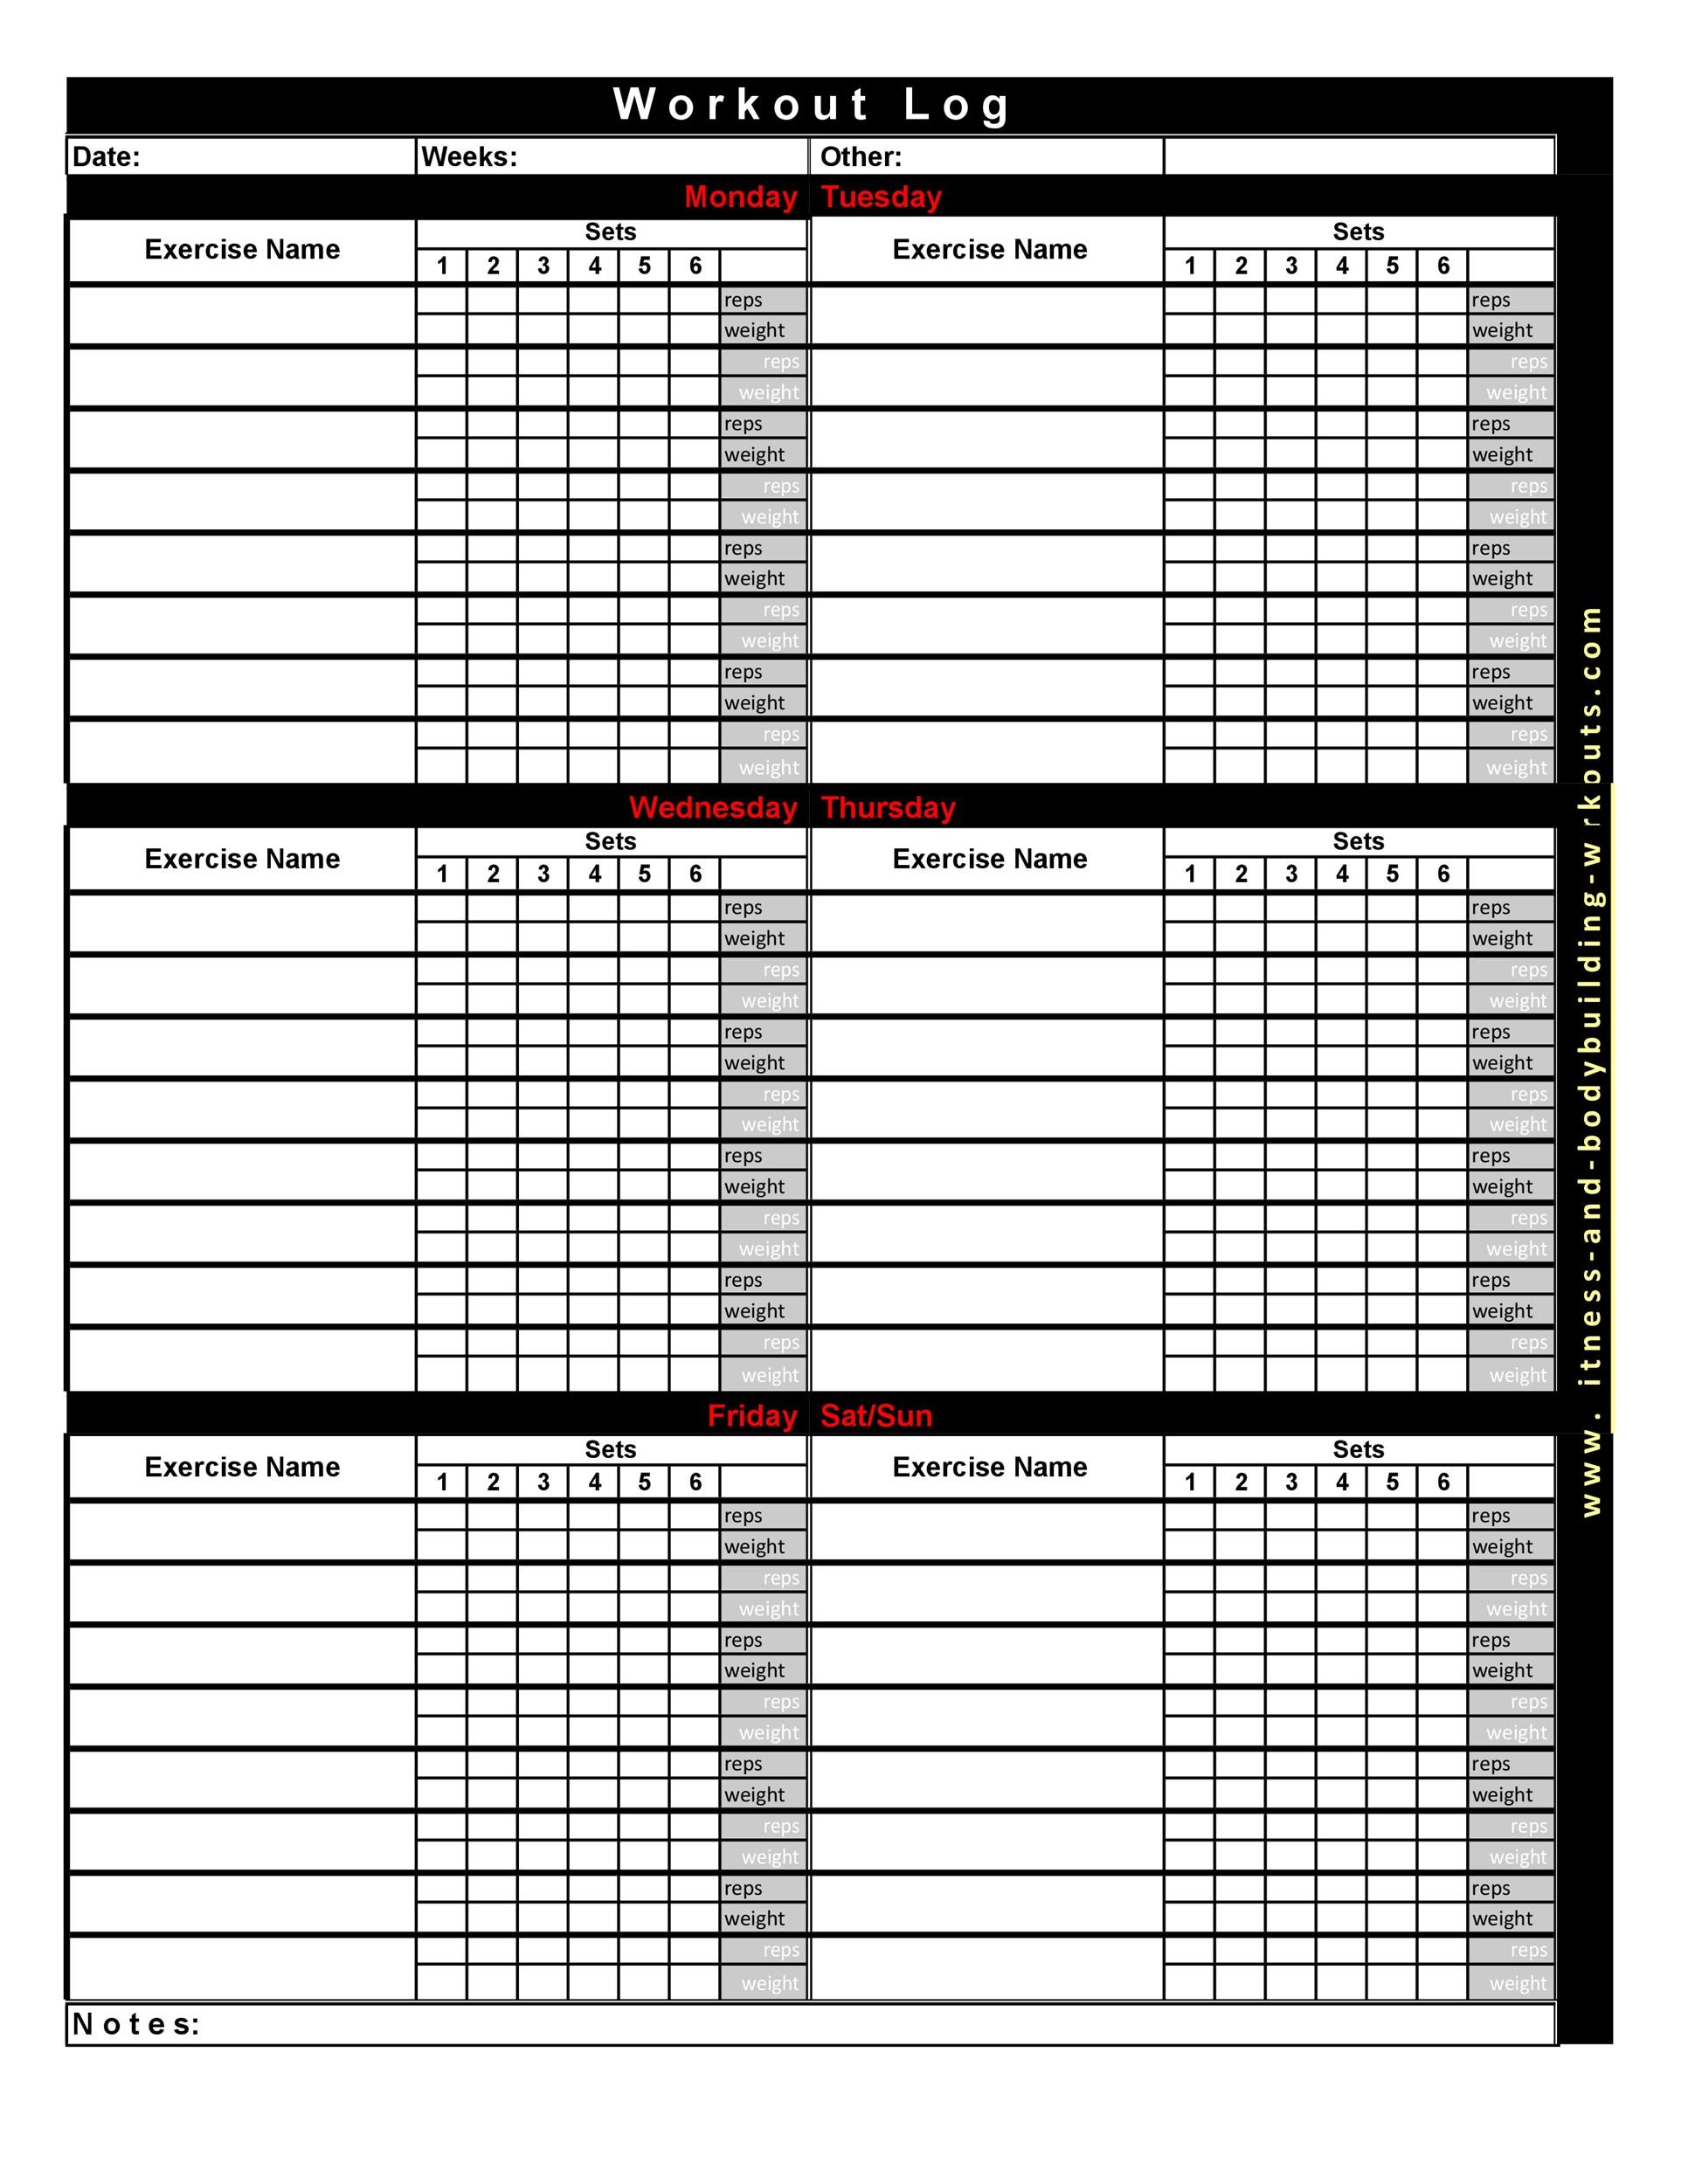 Workout Log
Date: Weeks: Other:
Monday Tuesday
Exercise Name Sets Exercise Name Sets
1 2 3 4 5 6 1 2 3 4 5 6
reps reps
weight weight
reps reps
weight weight
reps reps
weight weight
reps reps
weight weight
reps reps
weight weight
reps reps
weight weight
reps reps
weight weight
reps reps
weight weight
Wednesday Thursday
Exercise Name Sets Exercise Name Sets
1 2 3 4 5 6 1 2 3 4 5 6
reps reps
weight weight
reps reps
weight weight
reps reps
weight weight
reps reps
weight weight
reps reps
weight weight
reps reps
weight weight
reps reps
weight weight
reps reps
weight weight
Friday Sat/Sun
Exercise Name Sets Exercise Name Sets
1 2 3 4 5 6 1 2 3 4 5 6
reps reps
weight weight
reps reps
weight weight
reps reps
weight weight
reps reps
weight weight
reps reps
weight weight
reps reps
weight weight
reps reps
weight weight
reps reps
weight weight
Notes:
www. itness-and-bodybuilding-w rkouts.com